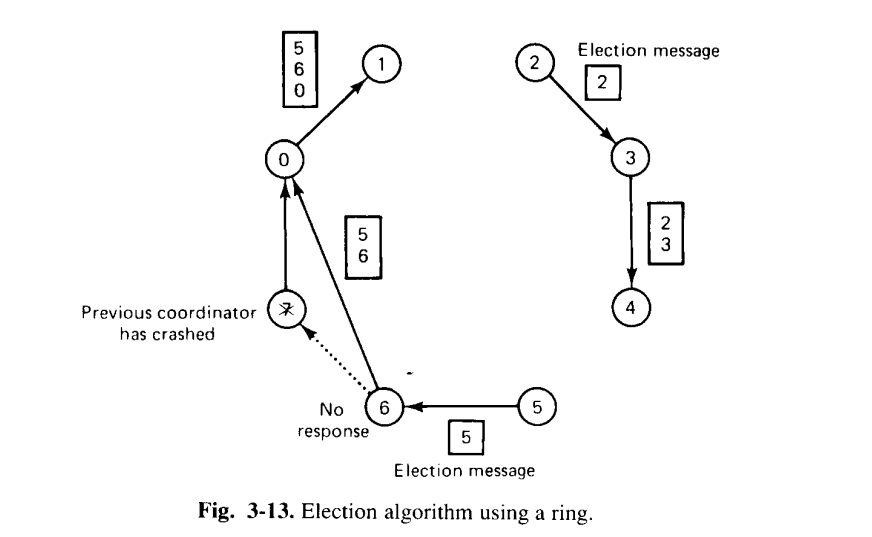 5
6
0
1
2
Election message
2
0
3
5
6
2
3
Previous coordinator
has crashed
7
4
No
response
6
5
5
Election message
Fig. 3-13. Election algorithm using a ring.